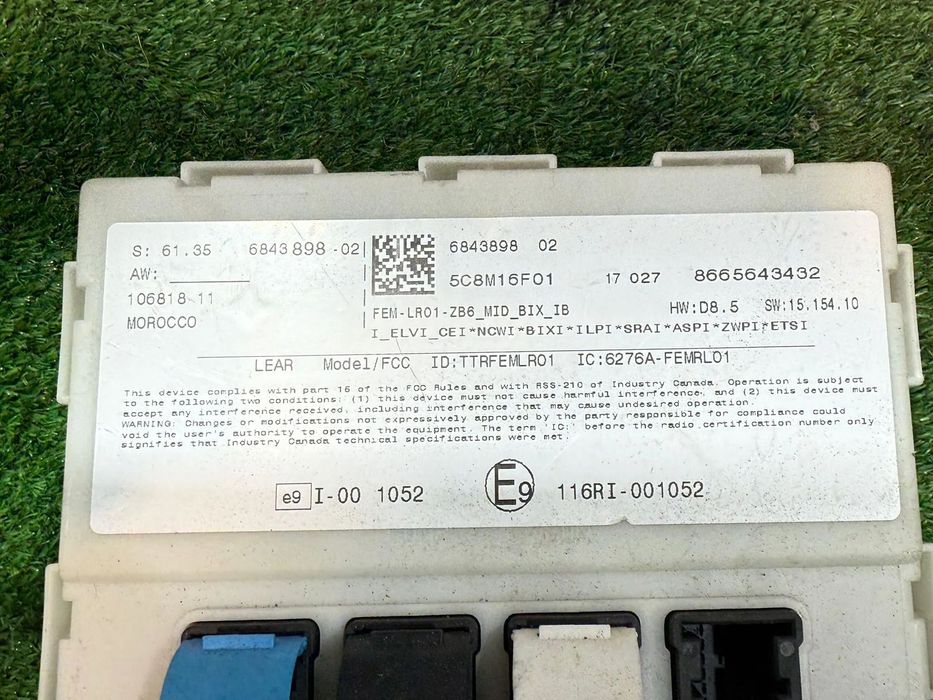 S: 61.35 6843898-02 6843898 02
AW: 5C8M16F01 17 027 8665643432
106818 11 FEM-LR01-ZB6_MID_BIX_IB HW:D8.5 SW:15.154.10
MOROCCO I_ELVI_CEI*NCWI*BIXI*ILPI*SRAI*ASPI*ZWPI*ETSI
LEAR Model/FCC ID:TTRFEMLR01 IC:6276A-FEMRL01
This device complies with part 16 of the FCC Rules and with RSS-210 of Industry Canada. Operation is subject
to the following two conditions: (1) this device must not cause harmful interference, and (2) this device must
accept any interference received, including interference that may cause undesired operation.
WARNING: Changes or modifications not expressively approved by the party responsible for compliance could
void the user's authority to operate the equipment. The term 'IC:' before the radio certification number only
signifies that Industry Canada technical specifications were met.
e9 I-00 1052 E9 116RI-001052